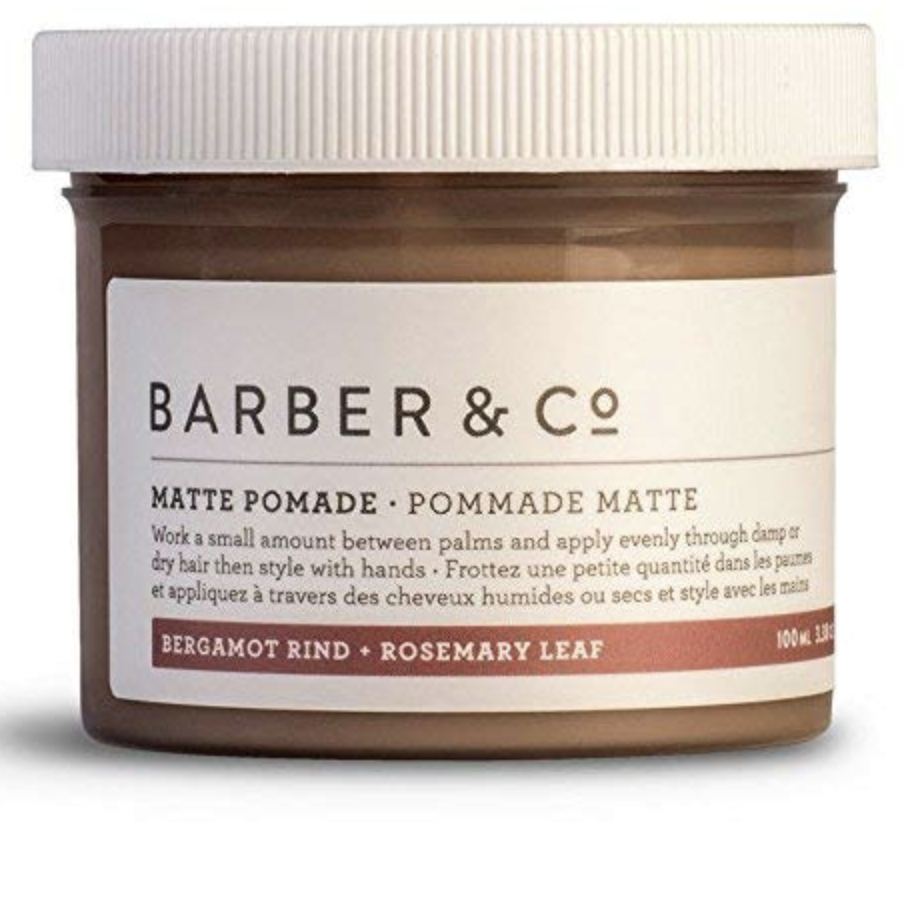 BARBER & Cº
MATTE POMADE · POMMADE MATTE
Work a small amount between palms and apply evenly through damp or
dry hair then style with hands · Frottez une petite quantité dans les paumes
et appliquez à travers des cheveux humides ou secs et style avec les mains
BERGAMOT RIND + ROSEMARY LEAF 100 ML